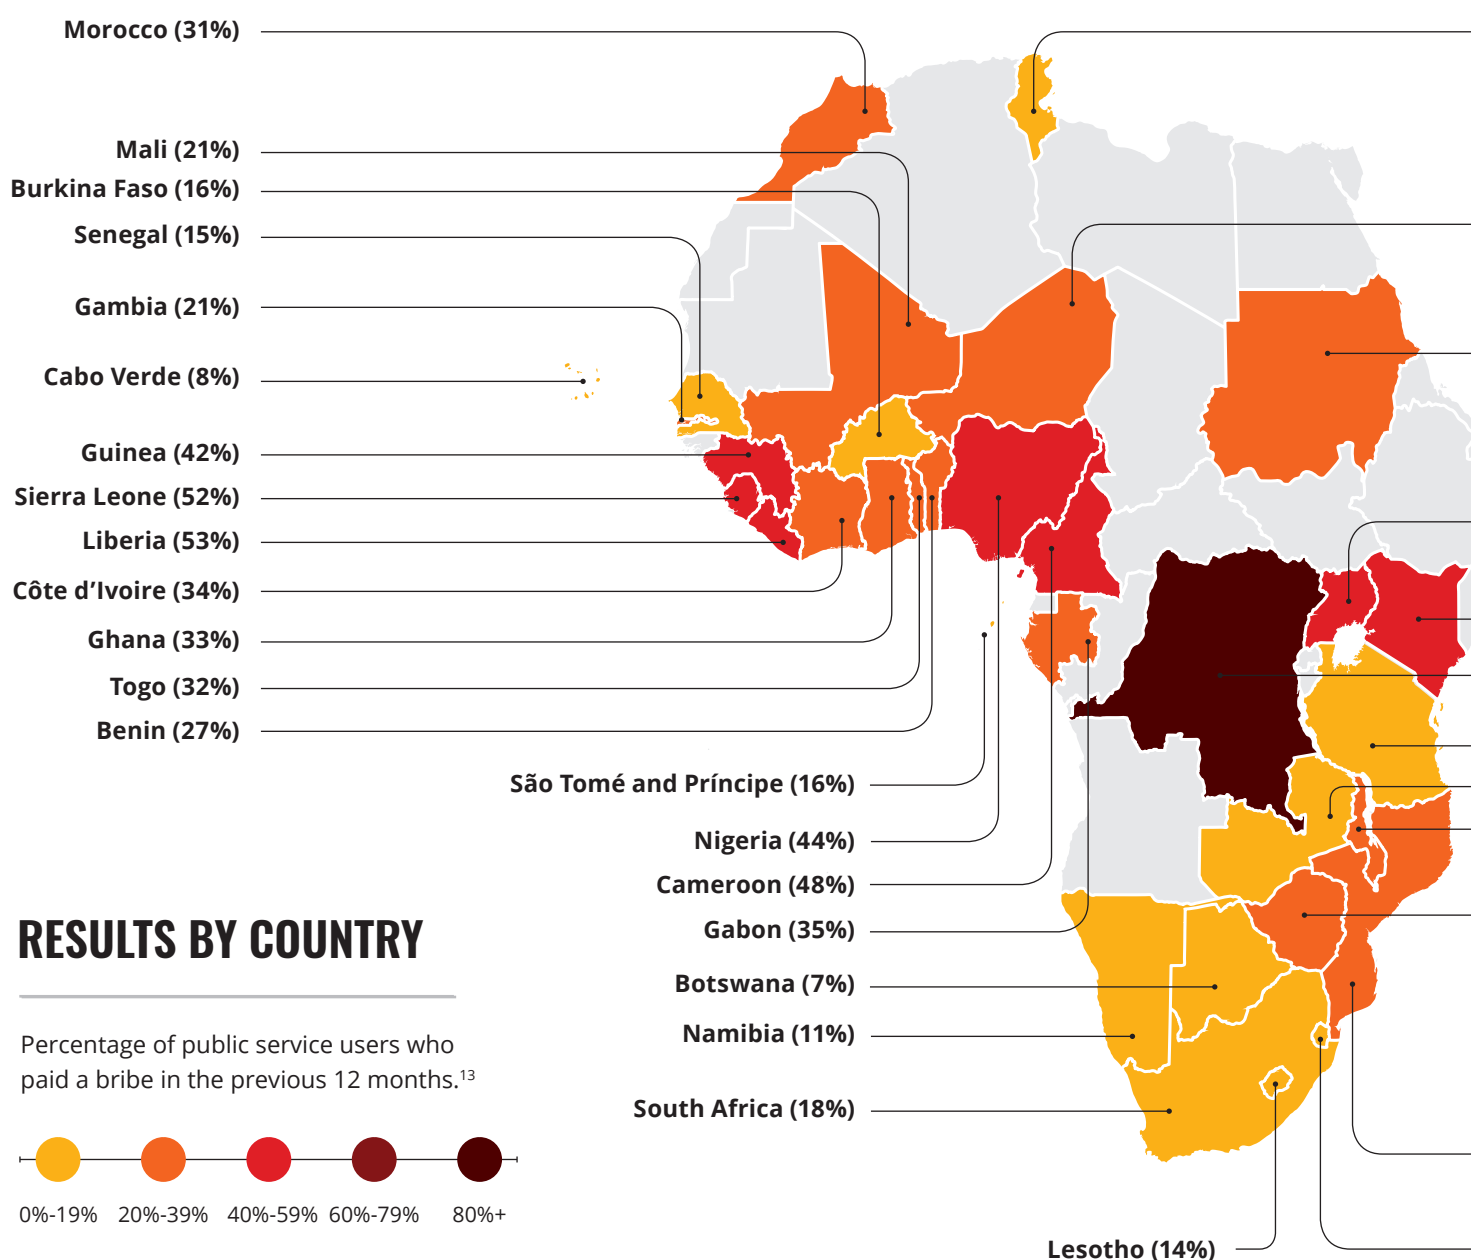 Morocco (31%)
Mali (21%)
Burkina Faso (16%)
Senegal (15%)
Gambia (21%)
Cabo Verde (8%)
Guinea (42%)
Sierra Leone (52%)
Liberia (53%)
Côte d’Ivoire (34%)
Ghana (33%)
Togo (32%)
Benin (27%)
São Tomé and Príncipe (16%)
Nigeria (44%)
Cameroon (48%)
Gabon (35%)
Botswana (7%)
Namibia (11%)
South Africa (18%)
Lesotho (14%)
RESULTS BY COUNTRY
Percentage of public service users who
paid a bribe in the previous 12 months.13
0%-19% 20%-39% 40%-59% 60%-79% 80%+